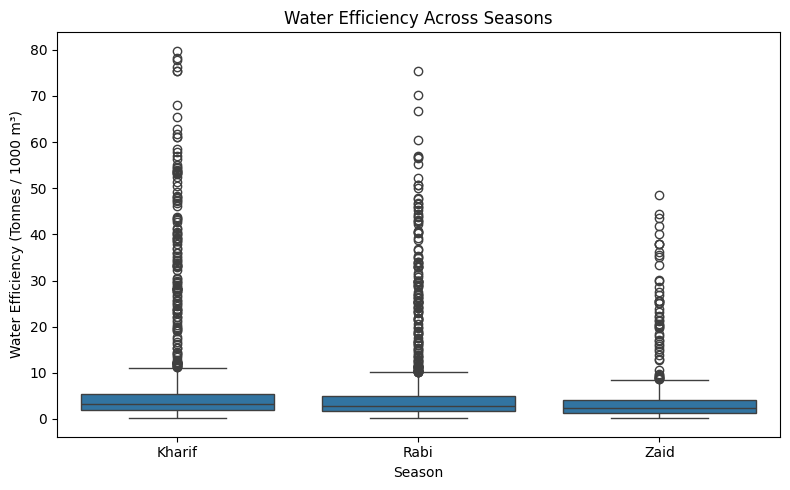 Water Efficiency Across Seasons
Water Efficiency (Tonnes / 1000 m³)
80
70
60
50
40
30
20
10
0
Kharif
Rabi
Zaid
Season